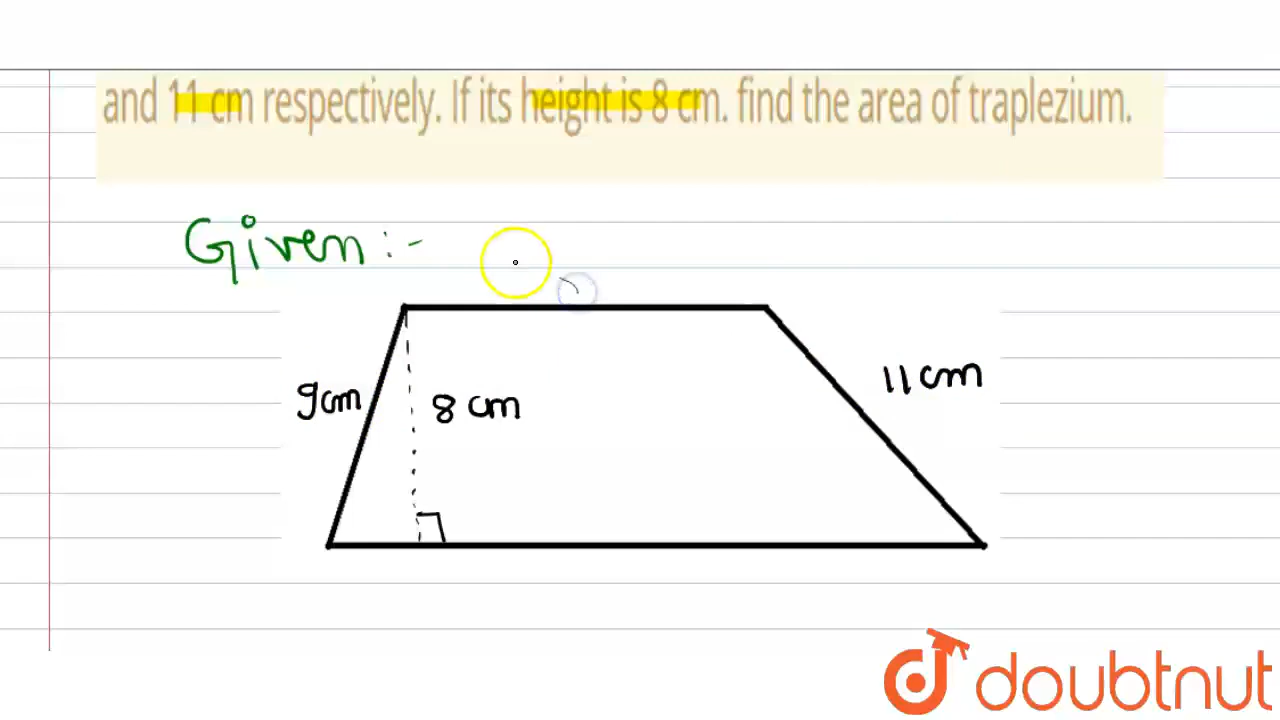 and 11 cm respectively. If its height is 8 cm. find the area of traplezium.
Given :-
9cm
8 cm
11 cm
doubtnut